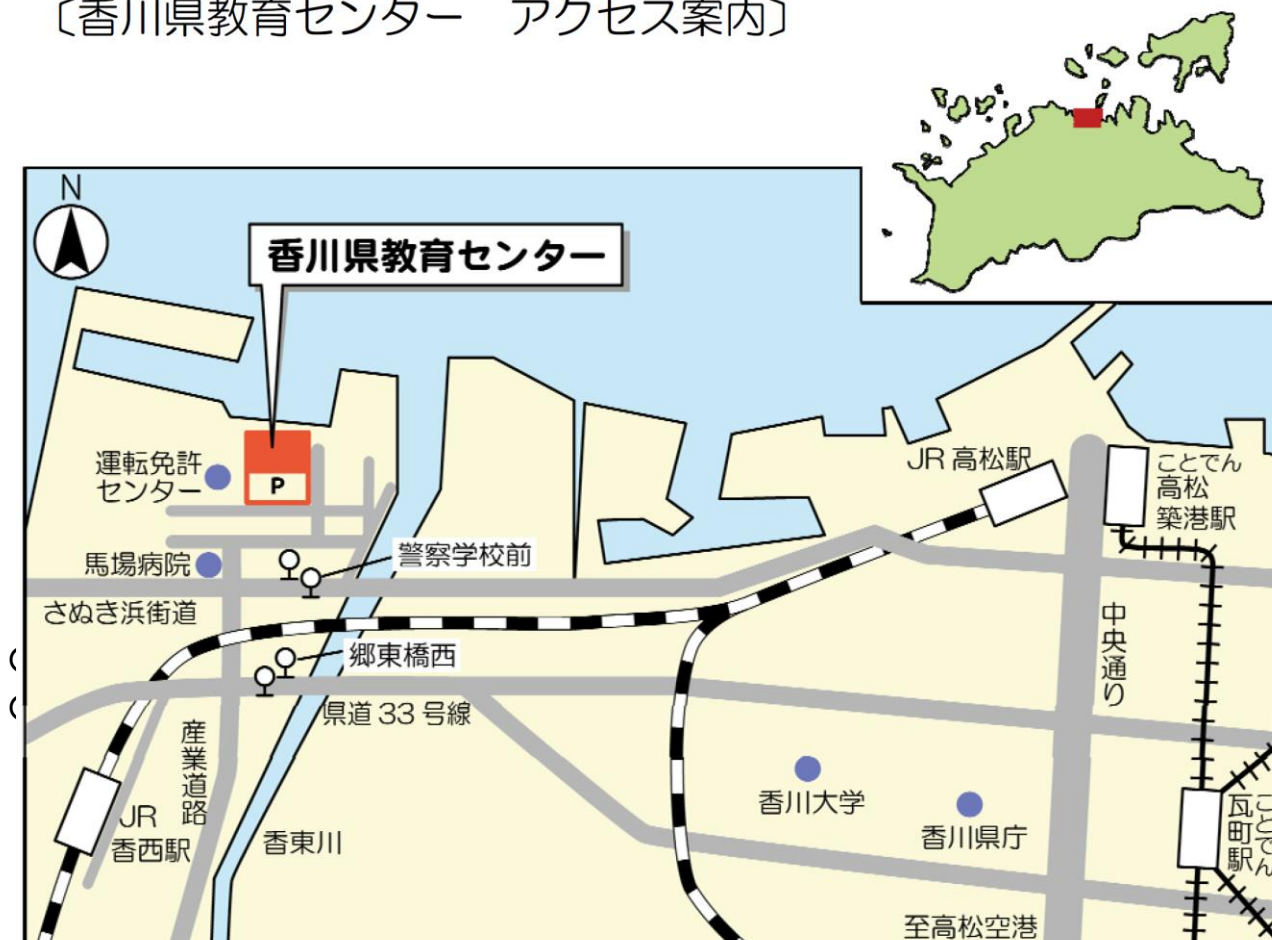 〔香川県教育センター　アクセス案内〕
N
香川県教育センター
運転免許
センター
P
JR 高松駅
ことでん
高松
築港駅
馬場病院
警察学校前
さぬき浜街道
郷東橋西
中央通り
県道 33 号線
産業道路
香川大学
香川県庁
ことでん
瓦町駅
JR
香西駅
香東川
至高松空港